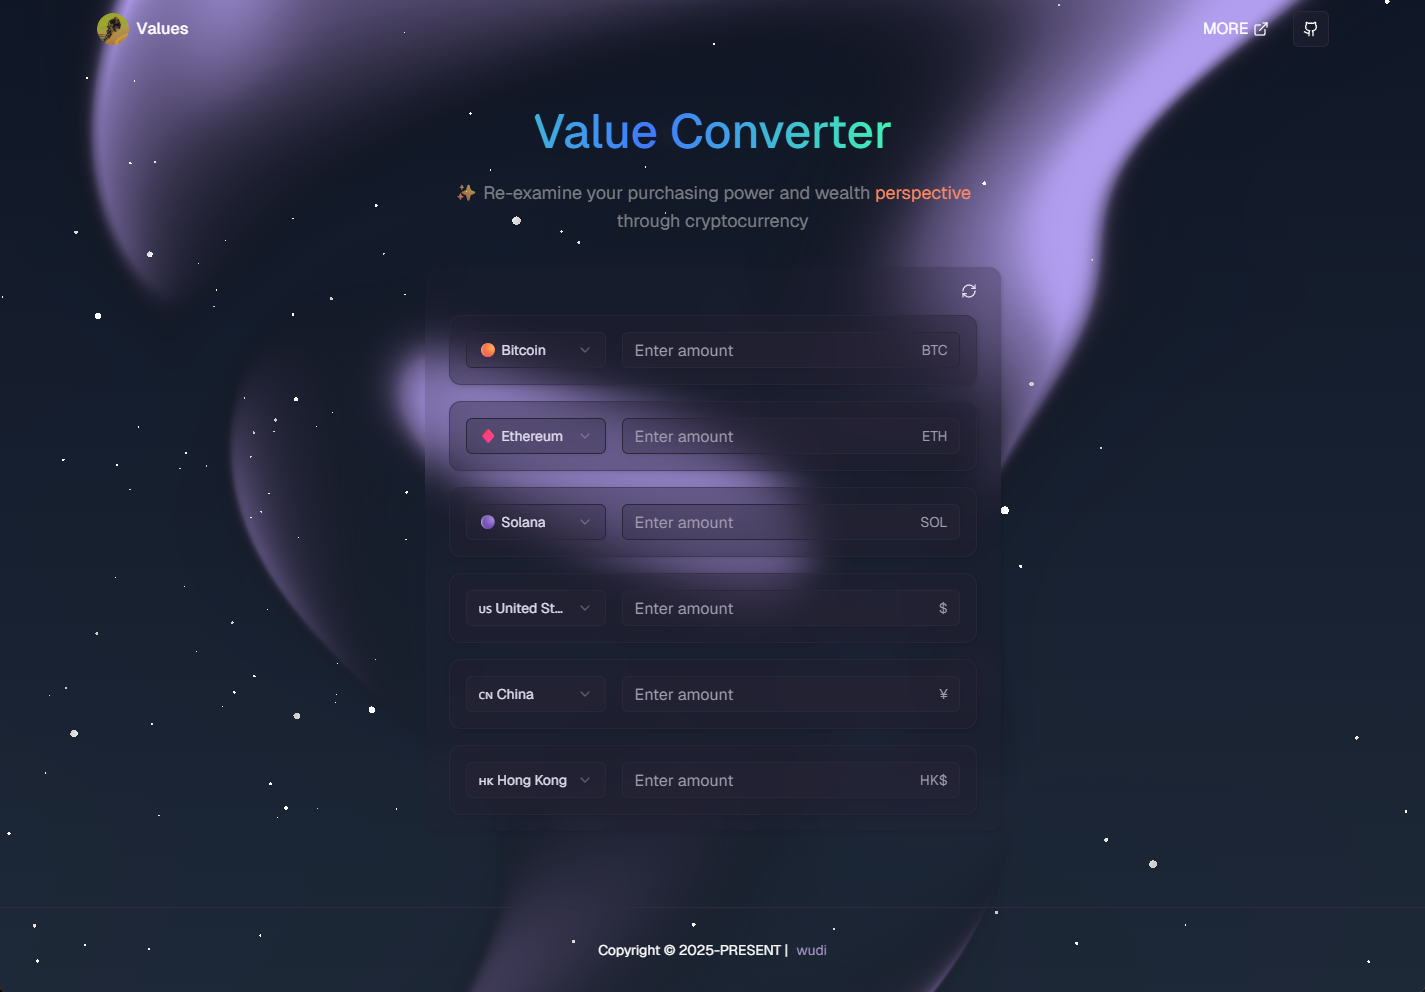 Values
MORE
Value Converter
✨ Re-examine your purchasing power and wealth perspective
through cryptocurrency
Bitcoin Enter amount BTC
Ethereum Enter amount ETH
Solana Enter amount SOL
US United St... Enter amount $
CN China Enter amount ¥
HK Hong Kong Enter amount HK$
Copyright © 2025-PRESENT | wudi